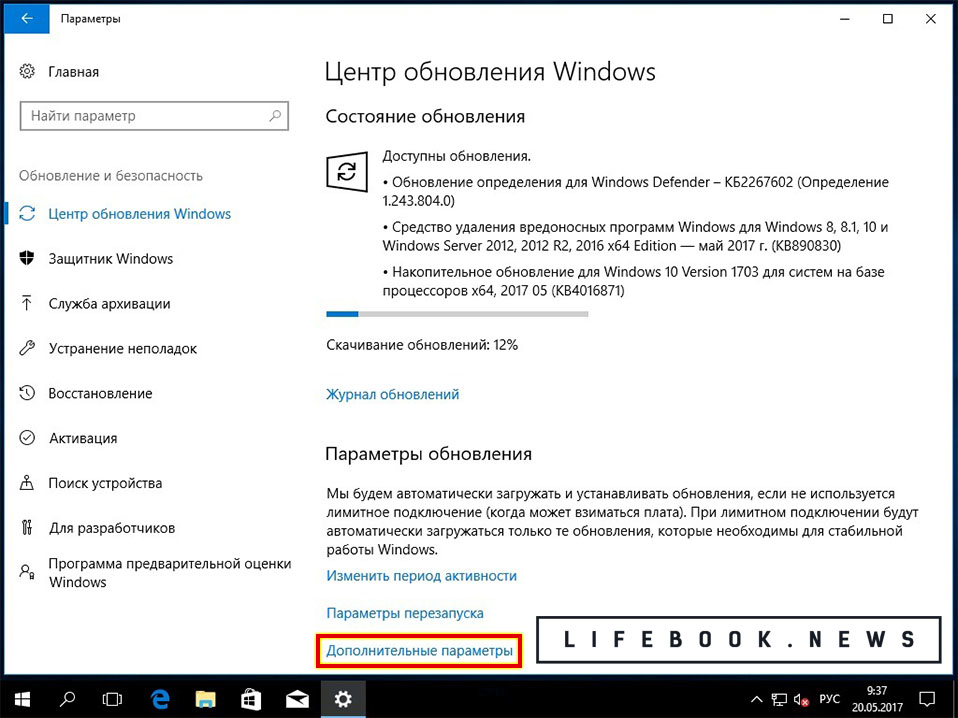 Параметры
Главная
Найти параметр
Обновление и безопасность
Центр обновления Windows
Защитник Windows
Служба архивации
Устранение неполадок
Восстановление
Активация
Поиск устройства
Для разработчиков
Программа предварительной оценки
Windows
Центр обновления Windows
Состояние обновления
Доступны обновления.
• Обновление определения для Windows Defender – КБ2267602 (Определение
1.243.804.0)
• Средство удаления вредоносных программ Windows для Windows 8, 8.1, 10 и
Windows Server 2012, 2012 R2, 2016 x64 Edition — май 2017 г. (KB890830)
• Накопительное обновление для Windows 10 Version 1703 для систем на базе
процессоров x64, 2017 05 (KB4016871)
Скачивание обновлений: 12%
Журнал обновлений
Параметры обновления
Мы будем автоматически загружать и устанавливать обновления, если не используется
лимитное подключение (когда может взиматься плата). При лимитном подключении будут
автоматически загружаться только те обновления, которые необходимы для стабильной
работы Windows.
Изменить период активности
Параметры перезапуска
Дополнительные параметры
LIFEBOOK.NEWS
РУС
9:37
20.05.2017